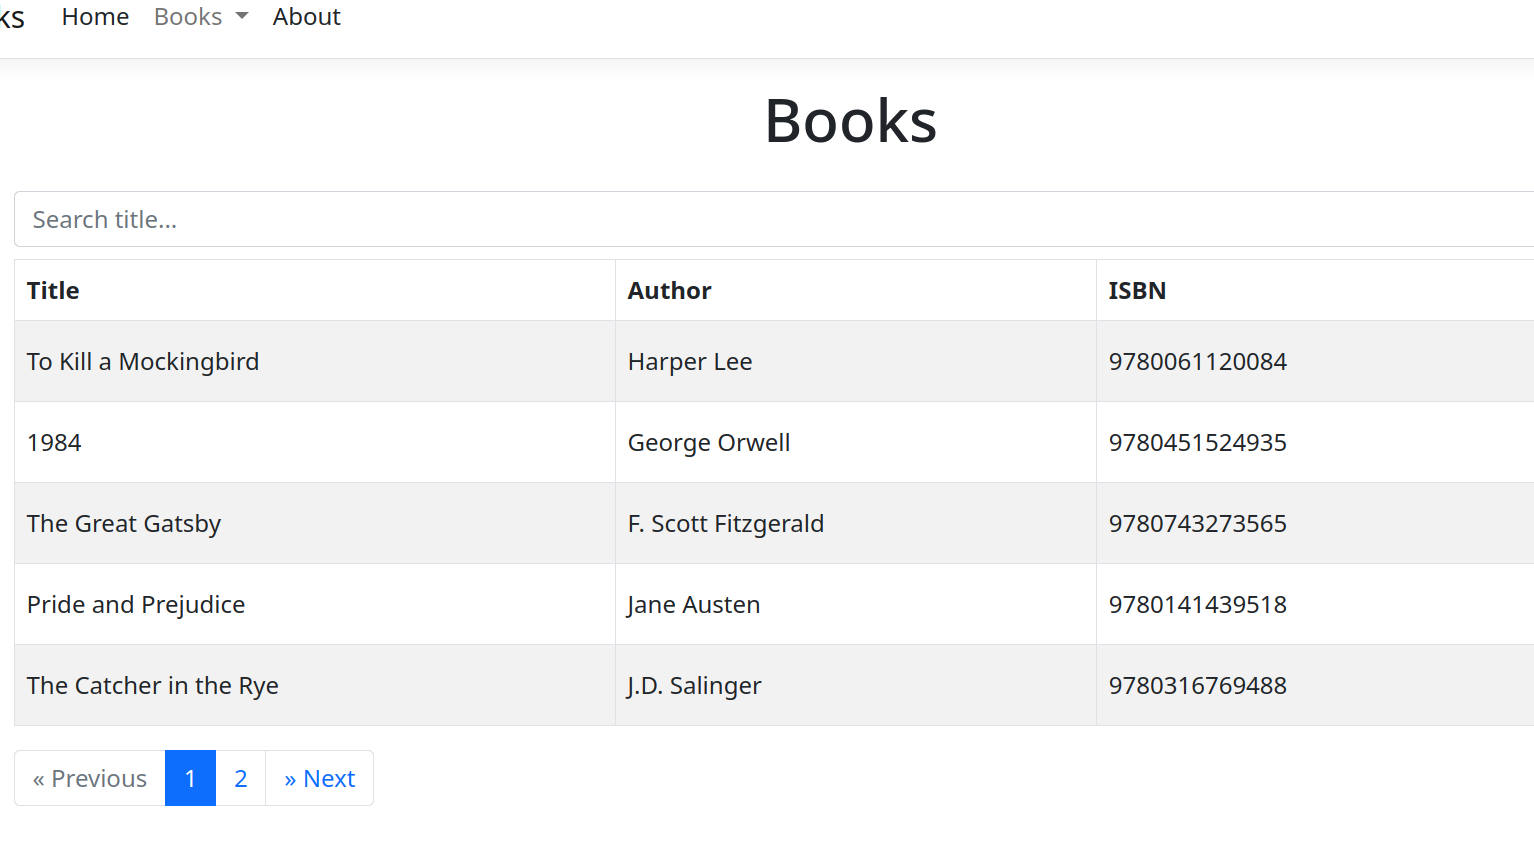 ks Home Books About
Books
Search title...
Title Author ISBN
To Kill a Mockingbird Harper Lee 9780061120084
1984 George Orwell 9780451524935
The Great Gatsby F. Scott Fitzgerald 9780743273565
Pride and Prejudice Jane Austen 9780141439518
The Catcher in the Rye J.D. Salinger 9780316769488
« Previous 1 2 » Next